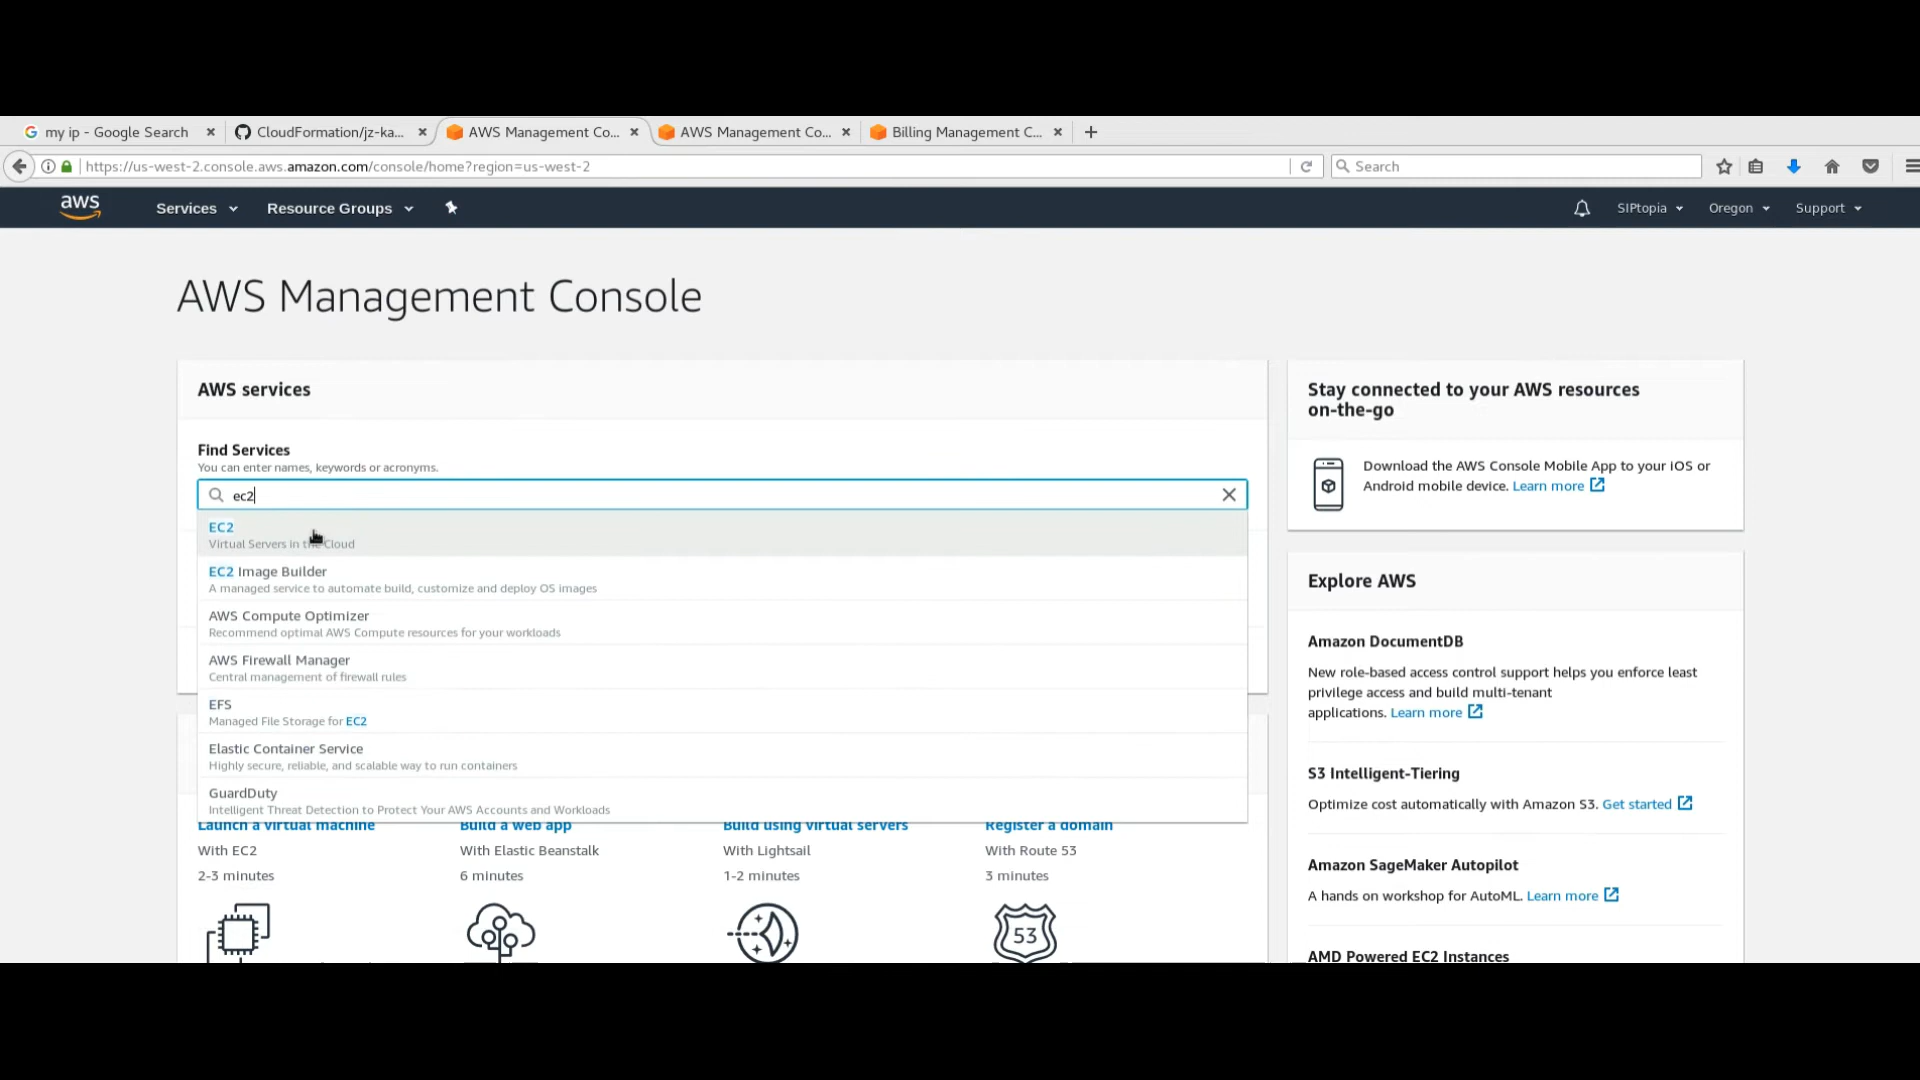 my ip - Google Search
CloudFormation/jz-ka...
AWS Management Co...
AWS Management Co...
Billing Management C...
https://us-west-2.console.aws.amazon.com/console/home?region=us-west-2
Search
aws
Services
Resource Groups
SIPtopia
Oregon
Support
AWS Management Console
AWS services
Find Services
You can enter names, keywords or acronyms.
ec2
EC2
Virtual Servers in the Cloud
EC2 Image Builder
A managed service to automate build, customize and deploy OS images
AWS Compute Optimizer
Recommend optimal AWS Compute resources for your workloads
AWS Firewall Manager
Central management of firewall rules
EFS
Managed File Storage for EC2
Elastic Container Service
Highly secure, reliable, and scalable way to run containers
GuardDuty
Intelligent Threat Detection to Protect Your AWS Accounts and Workloads
Launch a virtual machine
With EC2
2-3 minutes
Build a web app
With Elastic Beanstalk
6 minutes
Build using virtual servers
With Lightsail
1-2 minutes
Register a domain
With Route 53
3 minutes
53
Stay connected to your AWS resources
on-the-go
Download the AWS Console Mobile App to your iOS or
Android mobile device. Learn more
Explore AWS
Amazon DocumentDB
New role-based access control support helps you enforce least
privilege access and build multi-tenant
applications. Learn more
S3 Intelligent-Tiering
Optimize cost automatically with Amazon S3. Get started
Amazon SageMaker Autopilot
A hands on workshop for AutoML. Learn more
AMD Powered EC2 Instances